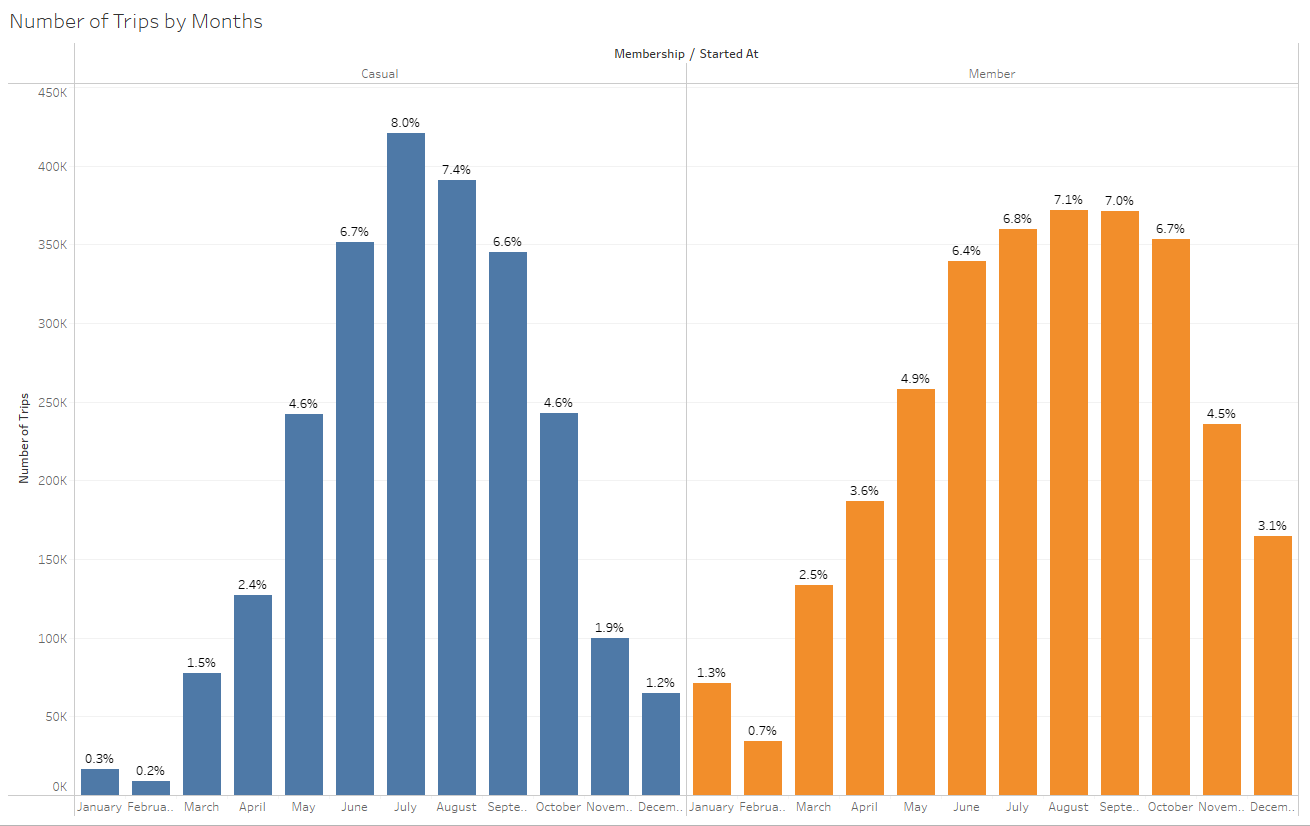 Number of Trips by Months
Membership / Started At
Casual Member
450K
400K
350K
300K
250K
200K
150K
100K
50K
0K
Number of Trips
0.3% 0.2% 1.5% 2.4% 4.6% 6.7% 8.0% 7.4% 6.6% 4.6% 1.9% 1.2% 1.3% 0.7% 2.5% 3.6% 4.9% 6.4% 6.8% 7.1% 7.0% 6.7% 4.5% 3.1%
January Februa.. March April May June July August Septe.. October Novem.. Decem.. January Februa.. March April May June July August Septe.. October Novem.. Decem..